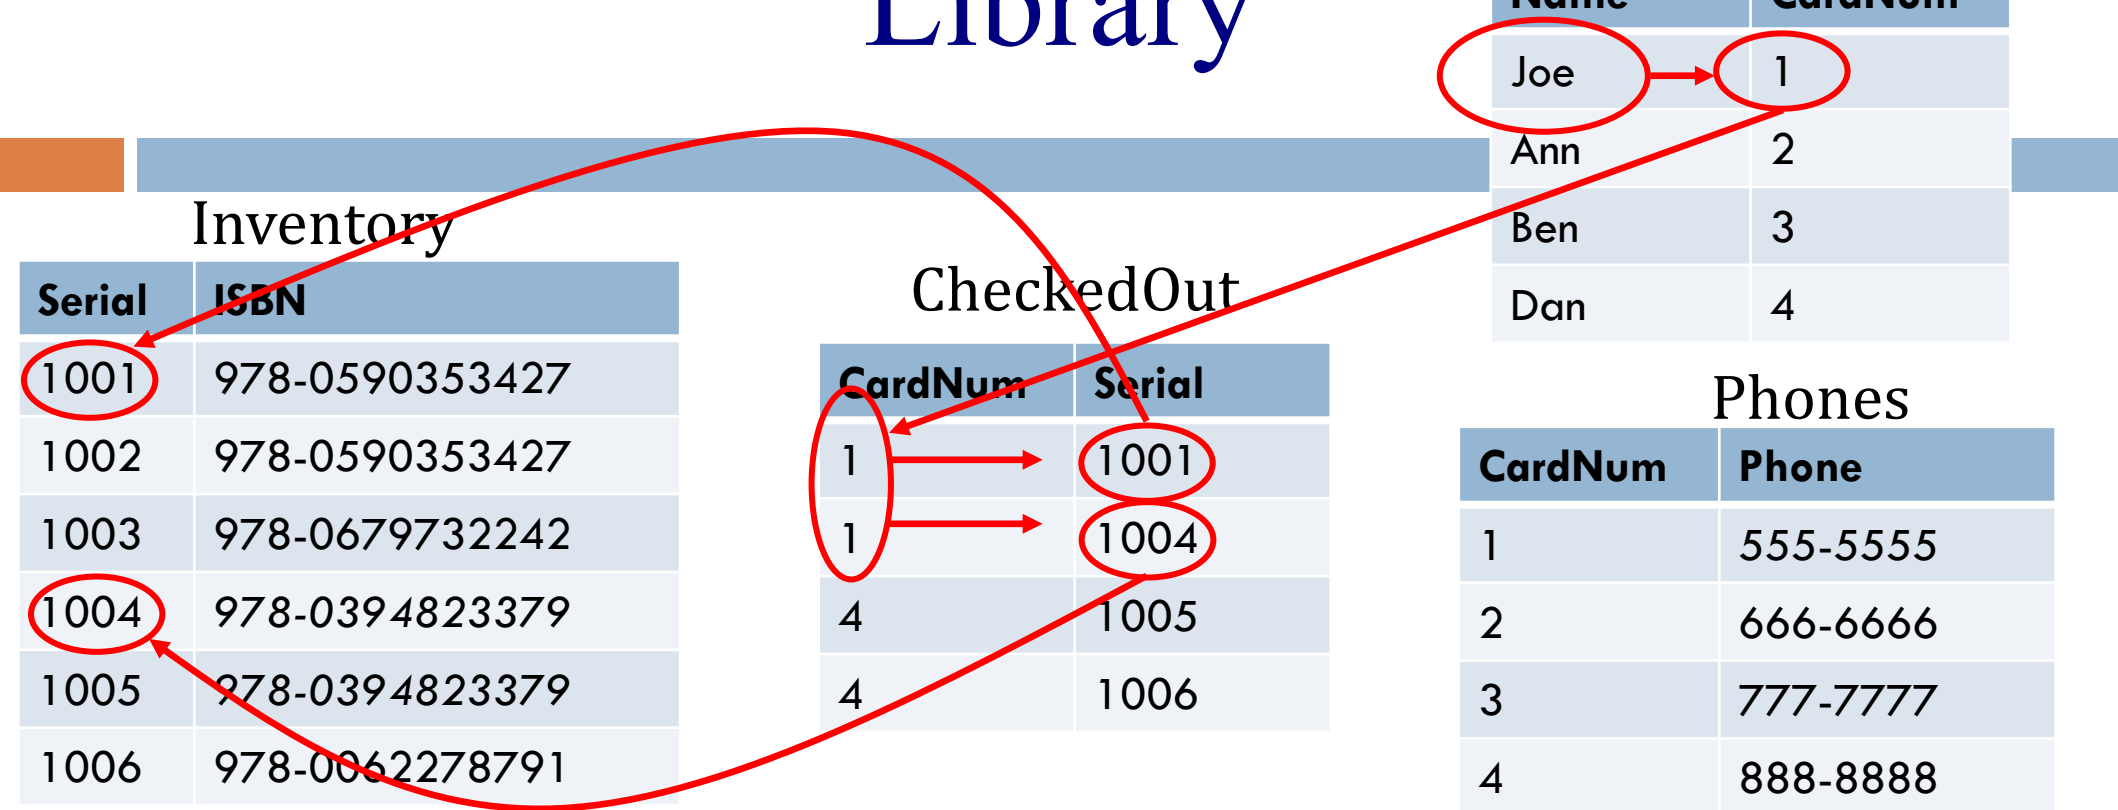 Library
Name CardNum
Joe 1
Ann 2
Ben 3
Dan 4
Inventory
Serial ISBN
1001 978-0590353427
1002 978-0590353427
1003 978-0679732242
1004 978-0394823379
1005 978-0394823379
1006 978-0062278791
CheckedOut
CardNum Serial
1 1001
1 1004
4 1005
4 1006
Phones
CardNum Phone
1 555-5555
2 666-6666
3 777-7777
4 888-8888